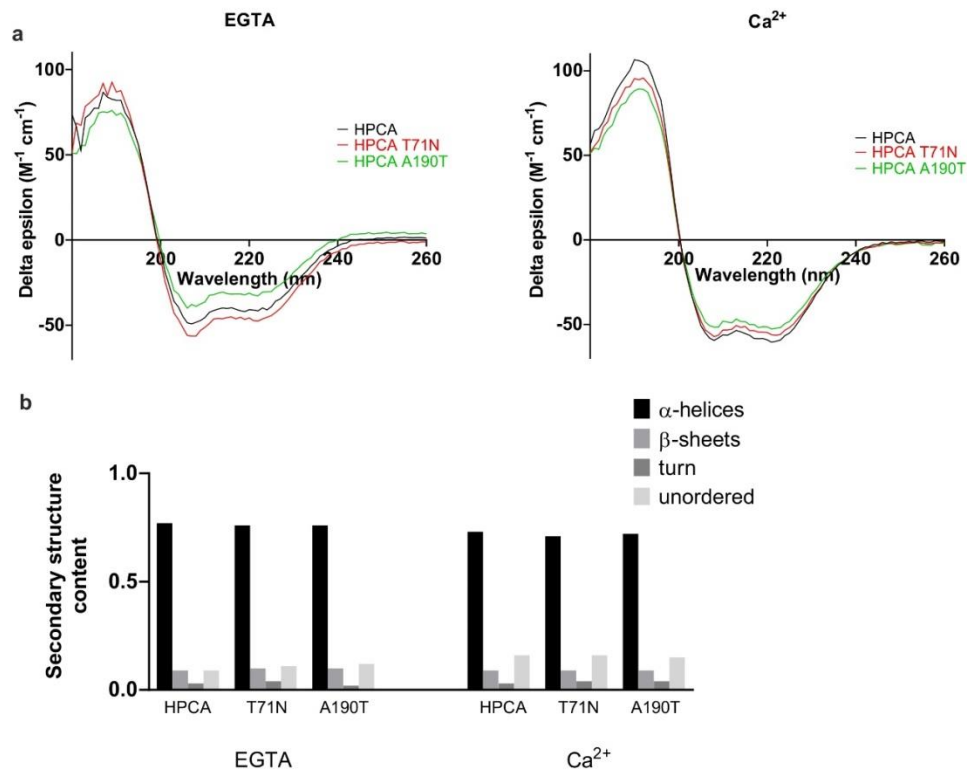 a
EGTA
Ca²⁺
100
50
0
-50
200
220
240
260
Wavelength (nm)
Delta epsilon (M⁻¹ cm⁻¹)
HPCA
HPCA T71N
HPCA A190T
100
50
0
-50
200
220
240
260
Wavelength (nm)
Delta epsilon (M⁻¹ cm⁻¹)
HPCA
HPCA T71N
HPCA A190T
b
α-helices
β-sheets
turn
unordered
1.0
0.5
0.0
Secondary structure
content
HPCA T71N A190T HPCA T71N A190T
EGTA Ca²⁺